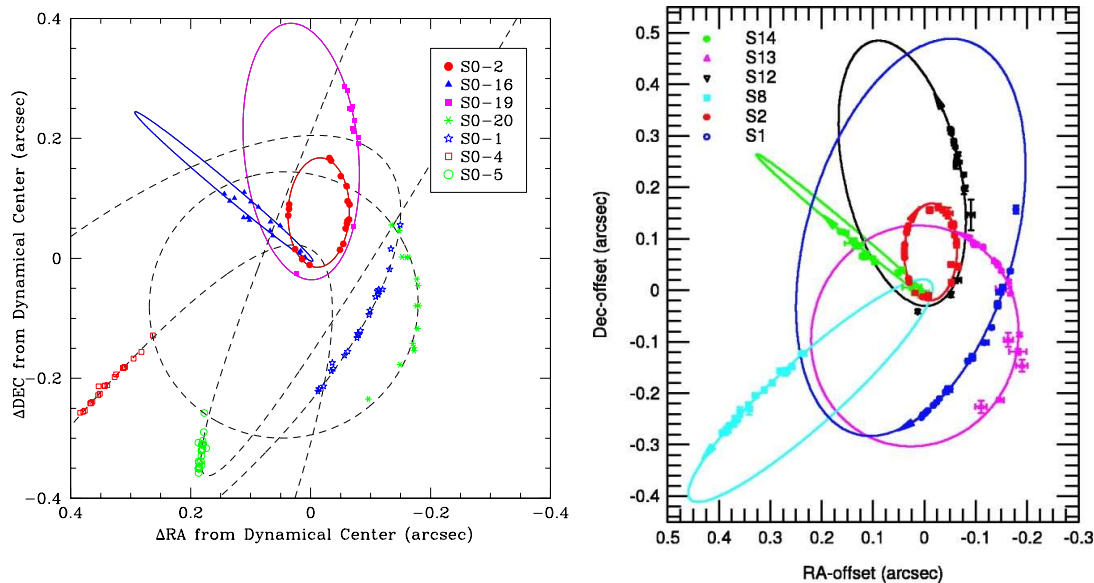 S0-2
S0-16
S0-19
S0-20
S0-1
S0-4
S0-5
0.4
0.2
0
−0.2
−0.4
ΔDEC from Dynamical Center (arcsec)
0.4
0.2
0
−0.2
−0.4
ΔRA from Dynamical Center (arcsec)
S14
S13
S12
S8
S2
S1
0.5
0.4
0.3
0.2
0.1
0
-0.1
-0.2
-0.3
-0.4
Dec-offset (arcsec)
0.5
0.4
0.3
0.2
0.1
0
-0.1
-0.2
-0.3
RA-offset (arcsec)